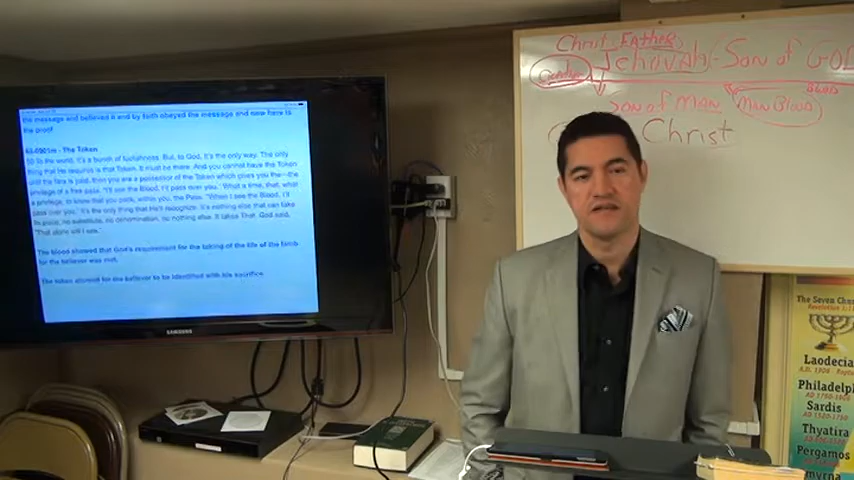 the message and believed it and by faith obeyed the message and now here is
the proof
- The Token
to the world, it's a bunch of foolishness. But, to God, it's the only way. The only
thing that He requires is that Token. It must be there. And you cannot have the Token
until the fare is paid, then you are a possessor of the Token which gives you the—the
privilege of a free pass. "I'll see the Blood, I'll pass over you." What a time, that, what
a privilege, to know that you pack, within you, the Pass. "When I see the Blood, I'll
pass over you." It's the only thing that He'll recognize. It's nothing else that can take
its place, no substitute, no denomination, no nothing else. It takes That. God said,
"That alone will I see."
The blood showed that God's requirement for the taking of the life of the lamb
for the believer was met.
The token allowed for the believer to be identified with his sacrifice.
SAMSUNG
Christ Father
Jehovah - Son of GOD
BLOOD
SON of MAN MAN BLOOD
Christ
The Seven Church
Revelation
Laodicea
Philadelph
Sardis
Thyatira
Pergamos
Smyrna